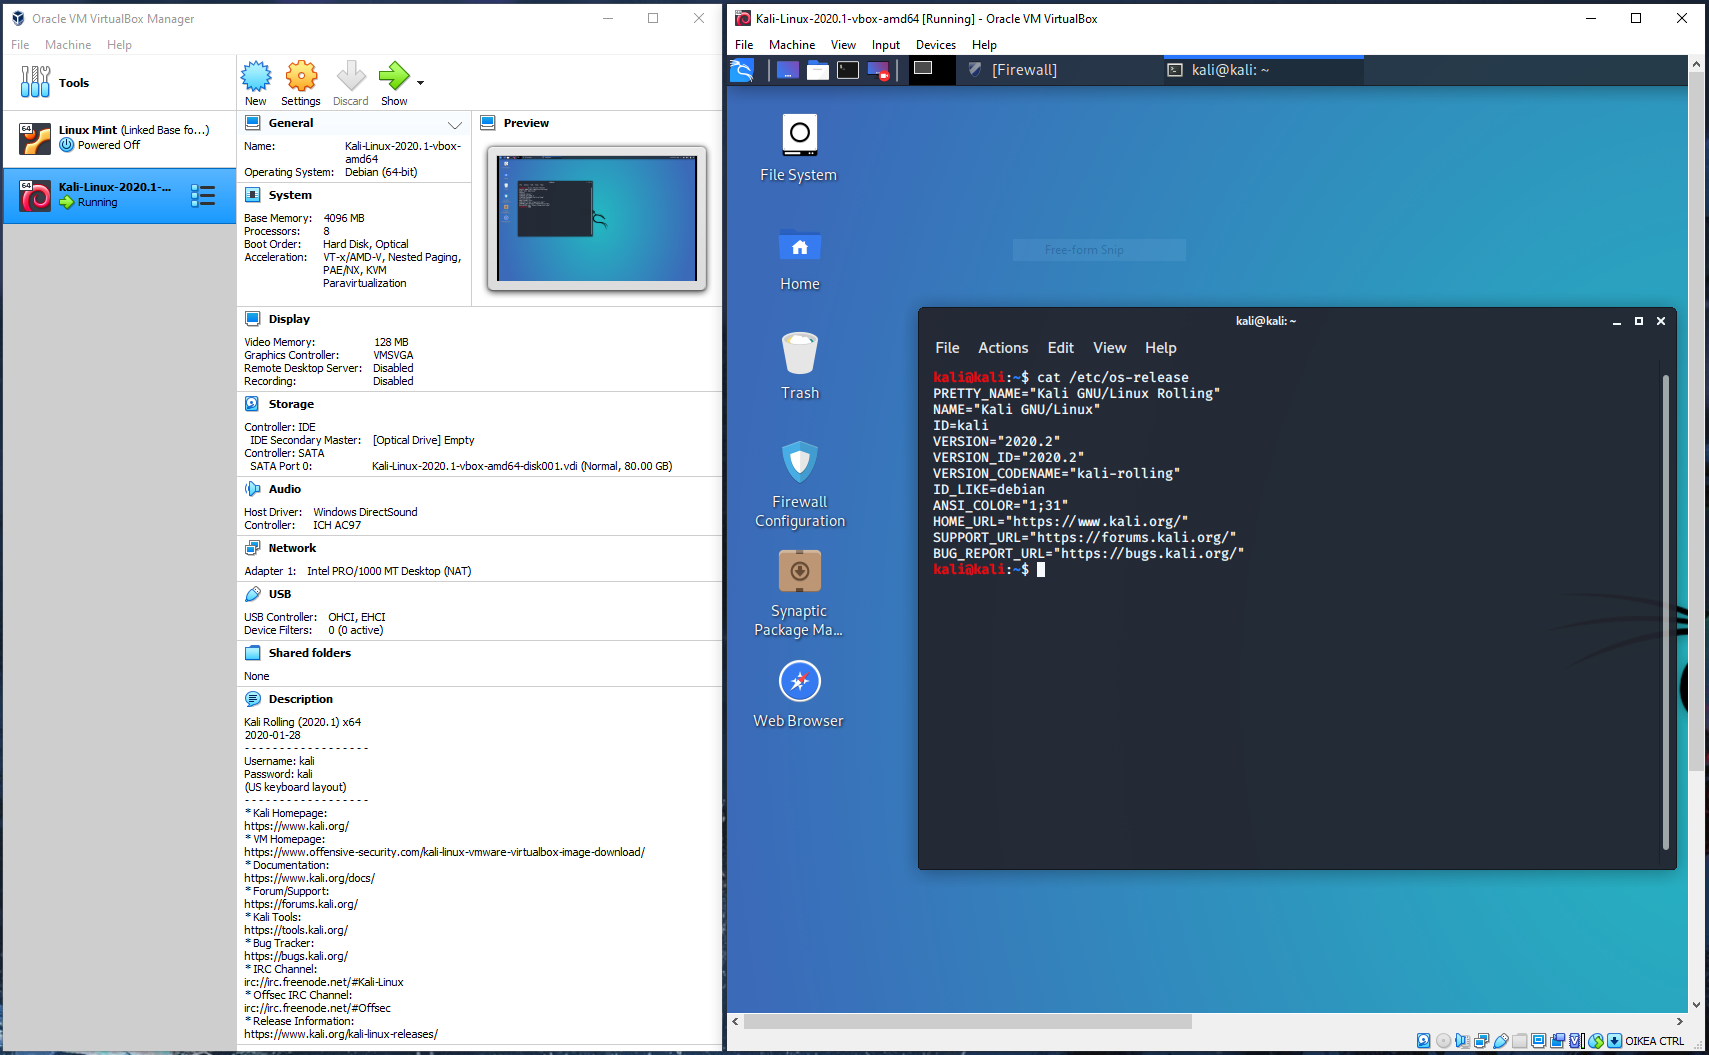 Oracle VM VirtualBox Manager
File Machine Help
Tools
New Settings Discard Show
64
Linux Mint (Linked Base fo...)
Powered Off
64
Kali-Linux-2020.1-...
Running
General
Name: Kali-Linux-2020.1-vbox-
amd64
Operating System: Debian (64-bit)
Preview
System
Base Memory: 4096 MB
Processors: 8
Boot Order: Hard Disk, Optical
Acceleration: VT-x/AMD-V, Nested Paging,
PAE/NX, KVM
Paravirtualization
Display
Video Memory: 128 MB
Graphics Controller: VMSVGA
Remote Desktop Server: Disabled
Recording: Disabled
Storage
Controller: IDE
IDE Secondary Master: [Optical Drive] Empty
Controller: SATA
SATA Port 0: Kali-Linux-2020.1-vbox-amd64-disk001.vdi (Normal, 80.00 GB)
Audio
Host Driver: Windows DirectSound
Controller: ICH AC97
Network
Adapter 1: Intel PRO/1000 MT Desktop (NAT)
USB
USB Controller: OHCI, EHCI
Device Filters: 0 (0 active)
Shared folders
None
Description
Kali Rolling (2020.1) x64
2020-01-28
- - - - - - - - - - - - - - - - - -
Username: kali
Password: kali
(US keyboard layout)
- - - - - - - - - - - - - - - - - -
* Kali Homepage:
https://www.kali.org/
* VM Homepage:
https://www.offensive-security.com/kali-linux-vmware-virtualbox-image-download/
* Documentation:
https://www.kali.org/docs/
* Forum/Support:
https://forums.kali.org/
* Kali Tools:
https://tools.kali.org/
* Bug Tracker:
https://bugs.kali.org/
* IRC Channel:
irc://irc.freenode.net/#Kali-Linux
* Offsec IRC Channel:
irc://irc.freenode.net/#Offsec
* Release Information:
https://www.kali.org/kali-linux-releases/
Kali-Linux-2020.1-vbox-amd64 [Running] - Oracle VM VirtualBox
File Machine View Input Devices Help
[Firewall] kali@kali: ~
File System
Home
Trash
Firewall
Configuration
Synaptic
Package Ma...
Web Browser
Free-form Snip
kali@kali: ~
File Actions Edit View Help
kali@kali:~$ cat /etc/os-release
PRETTY_NAME="Kali GNU/Linux Rolling"
NAME="Kali GNU/Linux"
ID=kali
VERSION="2020.2"
VERSION_ID="2020.2"
VERSION_CODENAME="kali-rolling"
ID_LIKE=debian
ANSI_COLOR="1;31"
HOME_URL="https://www.kali.org/"
SUPPORT_URL="https://forums.kali.org/"
BUG_REPORT_URL="https://bugs.kali.org/"
kali@kali:~$
OIKEA CTRL